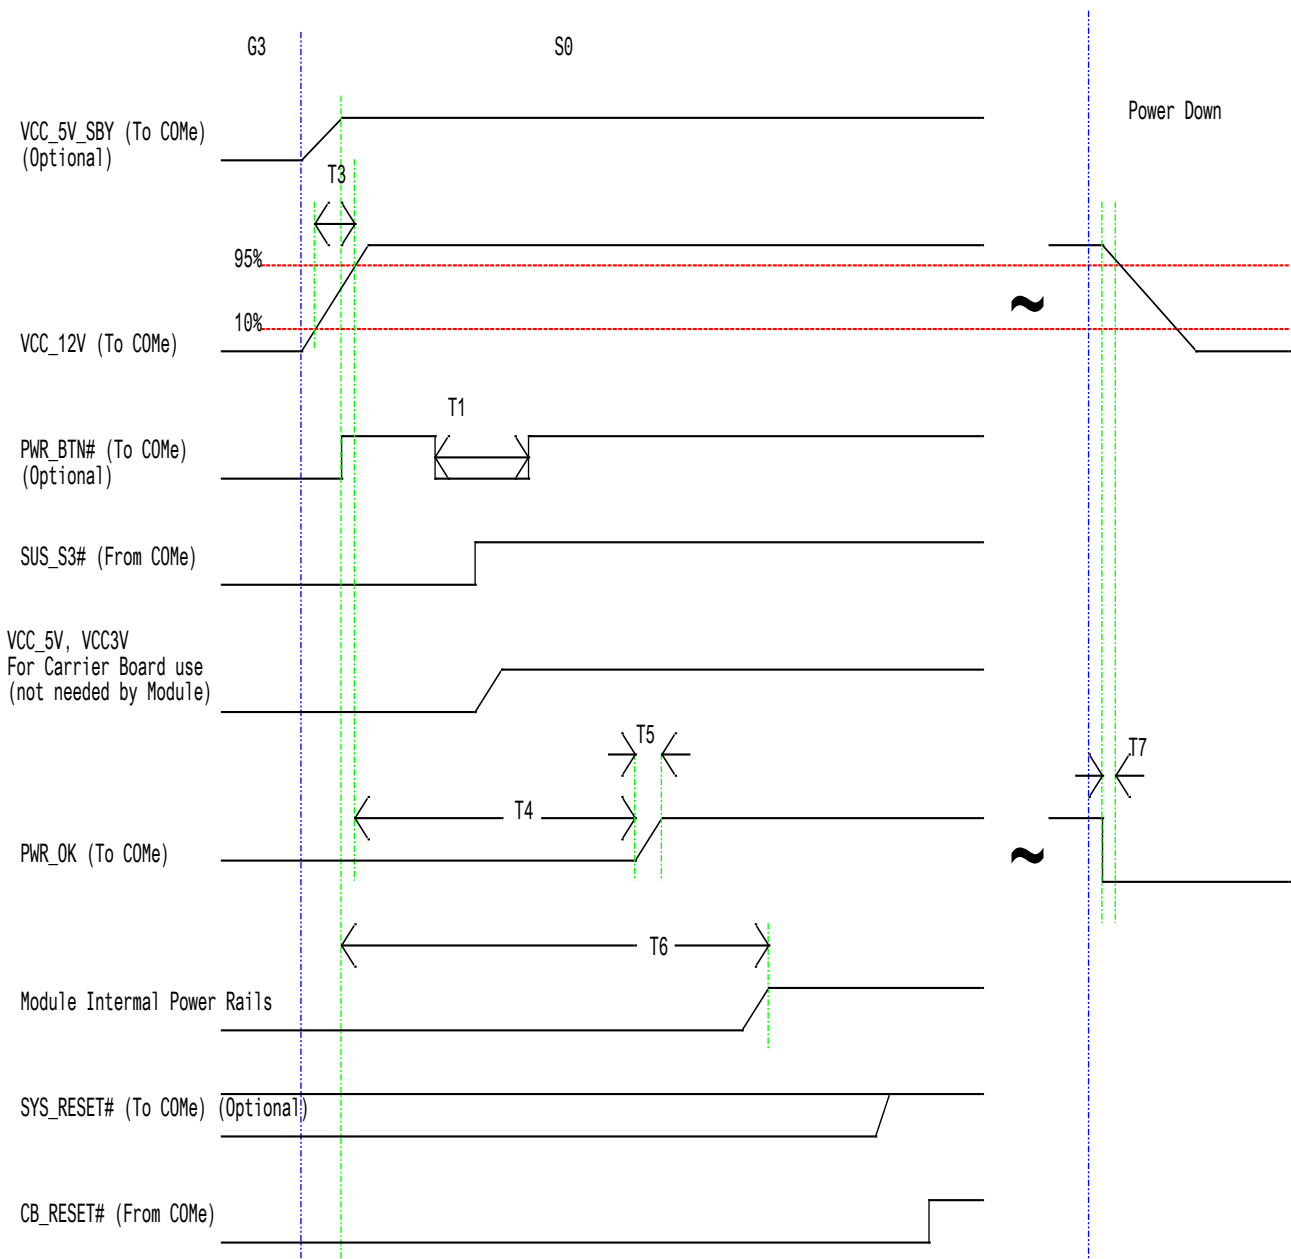 G3
S0
Power Down
VCC_5V_SBY (To COMe)
(Optional)
T3
95%
10%
VCC_12V (To COMe)
T1
PWR_BTN# (To COMe)
(Optional)
SUS_S3# (From COMe)
VCC_5V, VCC3V
For Carrier Board use
(not needed by Module)
T5
T7
T4
PWR_OK (To COMe)
T6
Module Internal Power Rails
SYS_RESET# (To COMe) (Optional)
CB_RESET# (From COMe)
~
~